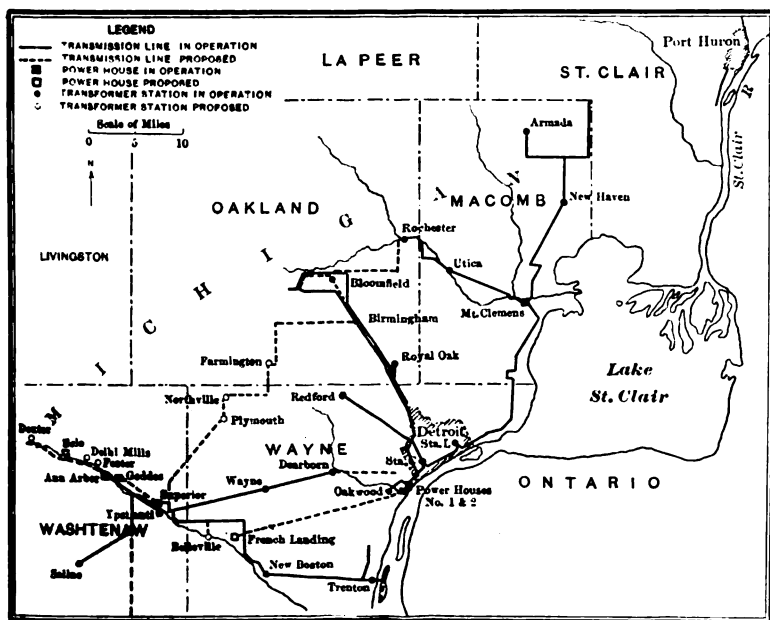 LEGEND
TRANSMISSION LINE IN OPERATION
TRANSMISSION LINE PROPOSED
POWER HOUSE IN OPERATION
POWER HOUSE PROPOSED
TRANSFORMER STATION IN OPERATION
TRANSFORMER STATION PROPOSED
Scale of Miles
0 5 10
N
LA PEER
ST. CLAIR
Port Huron
St. Clair R
Armada
MACOMB
New Haven
OAKLAND
MICHIGAN
LIVINGSTON
Rochester
Utica
Bloomfield
Mt. Clemens
Birmingham
Farmington
Royal Oak
Lake
St. Clair
Northville
Redford
Plymouth
Dexter
Scio
Delhi Mills
Foster
Ann Arbor
Geddes
WAYNE
Detroit
Sta. L
Sta.
Dearborn
Wayne
Superior
Oakwood
Power Houses
No. 1 & 2
ONTARIO
Ypsilanti
WASHTENAW
Belleville
French Landing
Saline
New Boston
Trenton